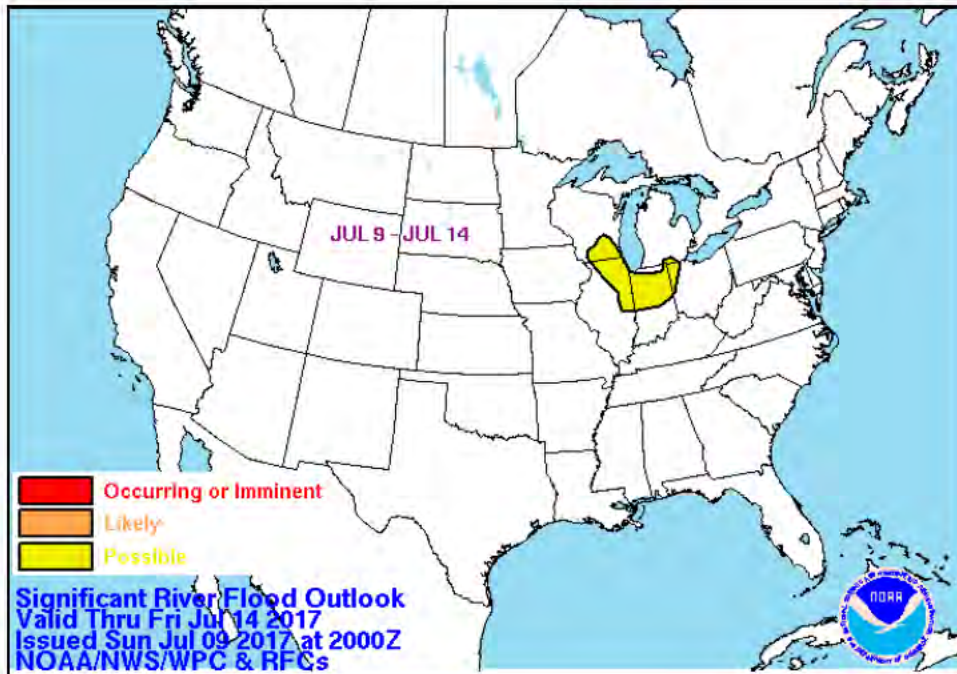 JUL 9 - JUL 14
Occurring or Imminent
Likely
Possible
Significant River Flood Outlook
Valid Thru Fri Jul 14 2017
Issued Sun Jul 09 2017 at 2000Z
NOAA/NWS/WPC & RFCs
NOAA